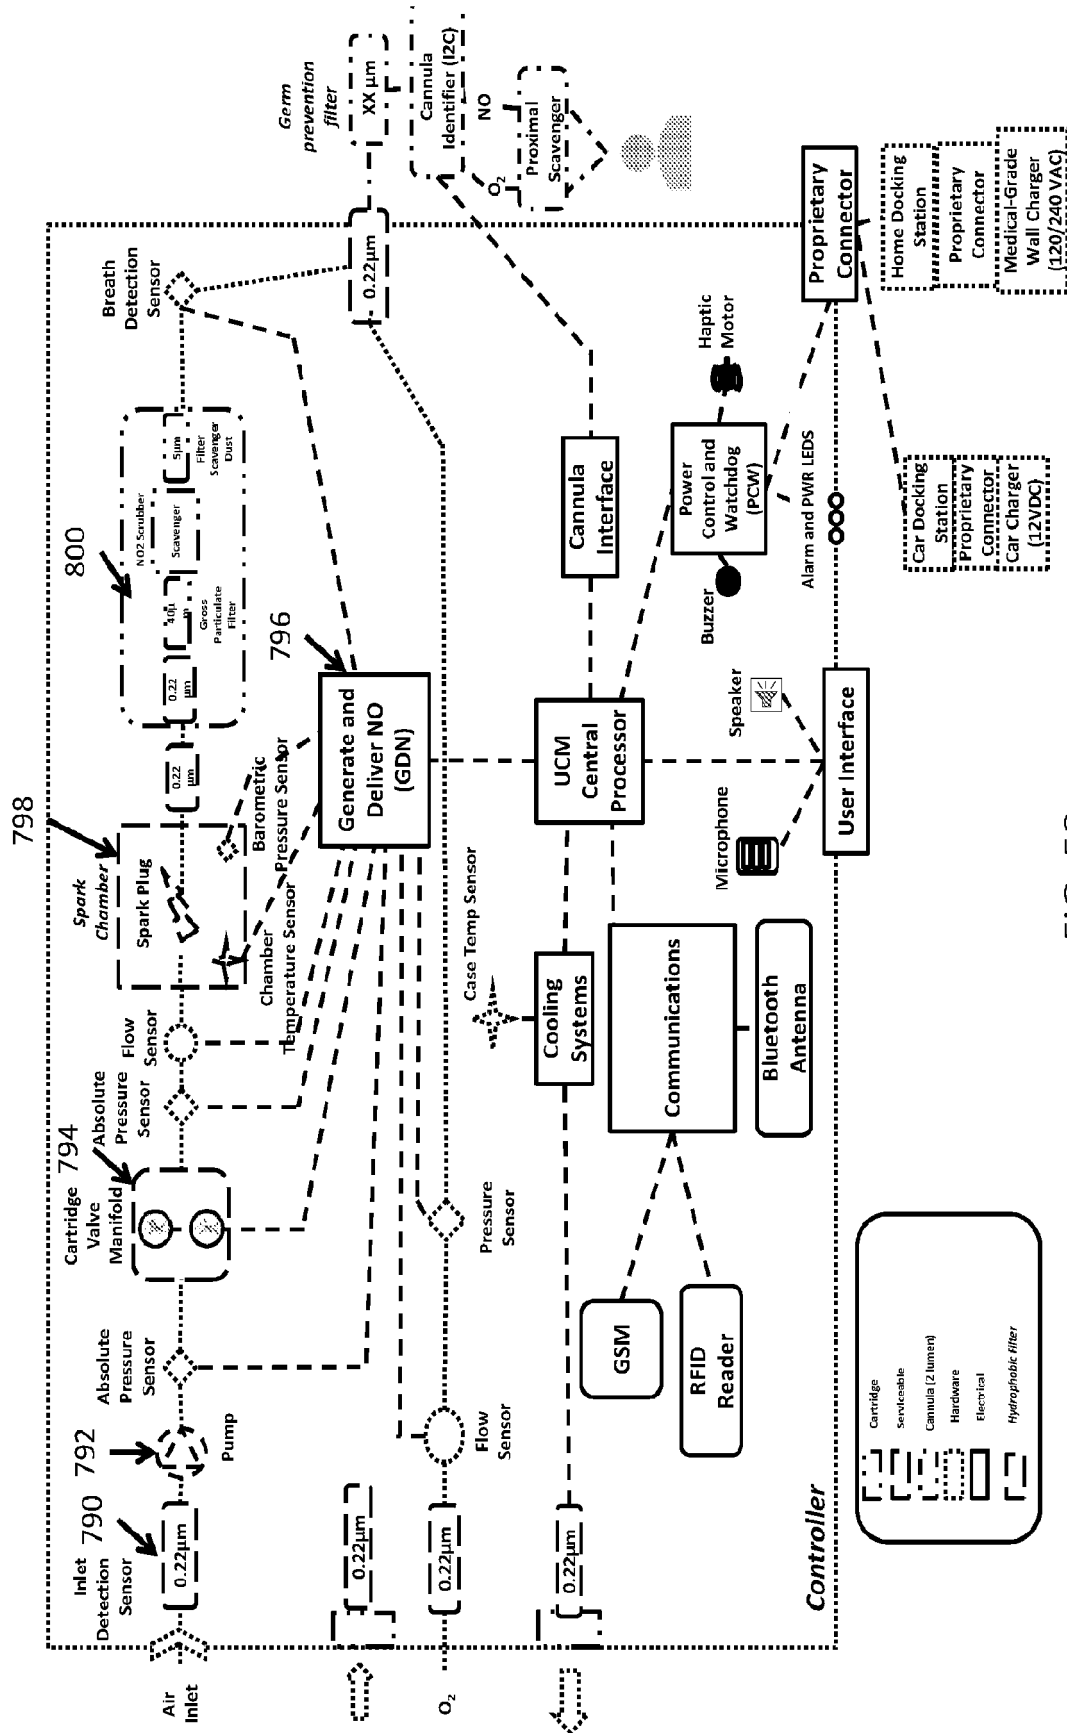 Air
Inlet
Inlet
Detection
Sensor
790
0.22µm
792
Pump
Absolute
Pressure
Sensor
794
Cartridge
Valve
Manifold
Absolute
Pressure
Sensor
Flow
Sensor
798
Spark
Chamber
Spark Plug
Chamber
Temperature Sensor
Barometric
Pressure Sensor
0.22
µm
800
0.22
µm
40µ
m
Gross
Particulate
Filter
NO2 Scrubber
Scavenger
5µm
Filter
Scavenger
Dust
Breath
Detection
Sensor
796
Generate and
Deliver NO
(GDN)
0.22µm
Germ
prevention
filter
XX µm
Cannula
Identifier (I2C)
O2
NO
Proximal
Scavenger
0.22µm
O2
0.22µm
Flow
Sensor
Pressure
Sensor
0.22µm
Case Temp Sensor
Cooling
Systems
UCM
Central
Processor
Cannula
Interface
Communications
GSM
RFID
Reader
Bluetooth
Antenna
Power
Control and
Watchdog
(PCW)
Buzzer
Haptic
Motor
Alarm and PWR LEDS
Microphone
Speaker
User Interface
Proprietary
Connector
Controller
Car Docking
Station
Proprietary
Connector
Car Charger
(12VDC)
Home Docking
Station
Proprietary
Connector
Medical-Grade
Wall Charger
(120/240 VAC)
Cartridge
Serviceable
Cannula (2 lumen)
Hardware
Electrical
Hydrophobic Filter